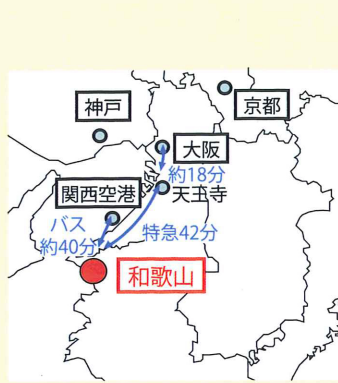 神戸
京都
大阪
約18分
関西空港
天王寺
バス
約40分
特急42分
和歌山